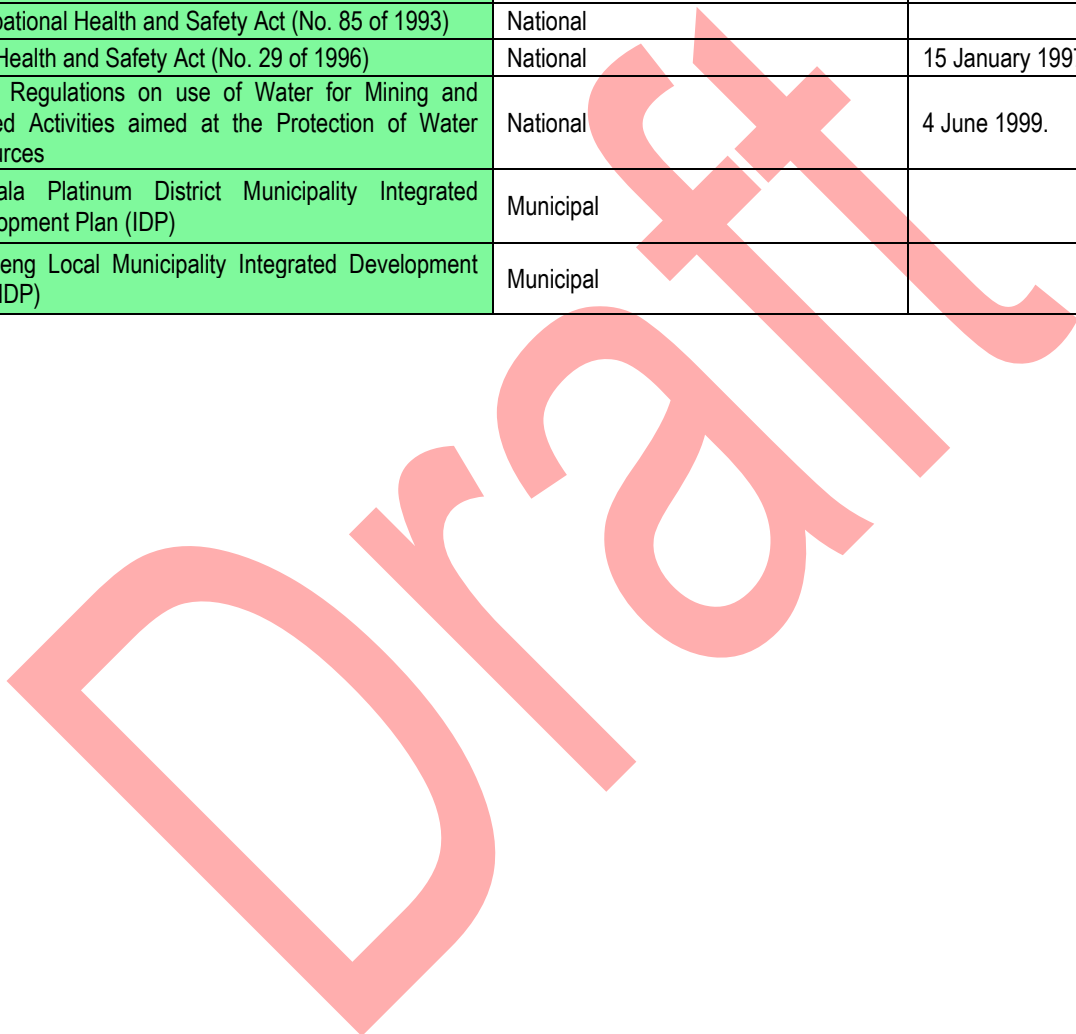 pational Health and Safety Act (No. 85 of 1993) National
Health and Safety Act (No. 29 of 1996) National 15 January 1997
Regulations on use of Water for Mining and
ed Activities aimed at the Protection of Water National 4 June 1999.
urces
ala Platinum District Municipality Integrated
opment Plan (IDP) Municipal
eng Local Municipality Integrated Development
IDP) Municipal
Draft